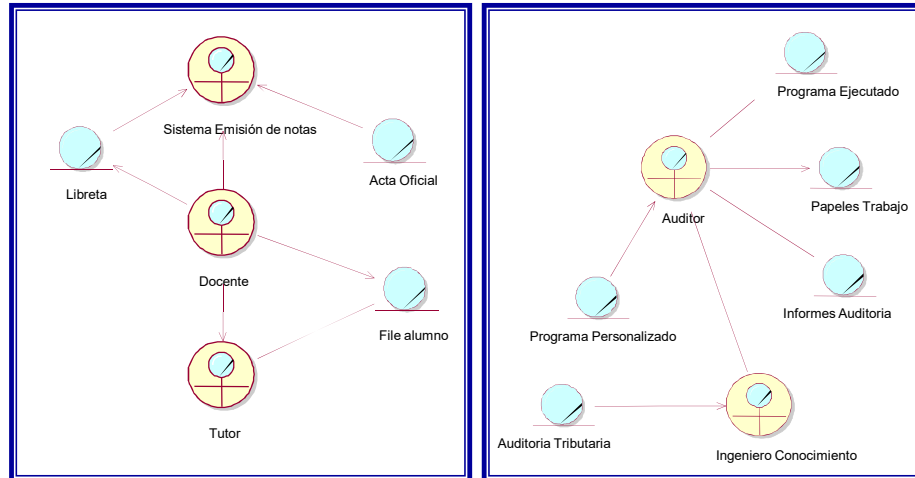 Sistema Emisión de notas
Acta Oficial
Libreta
Docente
File alumno
Tutor
Programa Ejecutado
Papeles Trabajo
Auditor
Informes Auditoria
Programa Personalizado
Auditoria Tributaria
Ingeniero Conocimiento